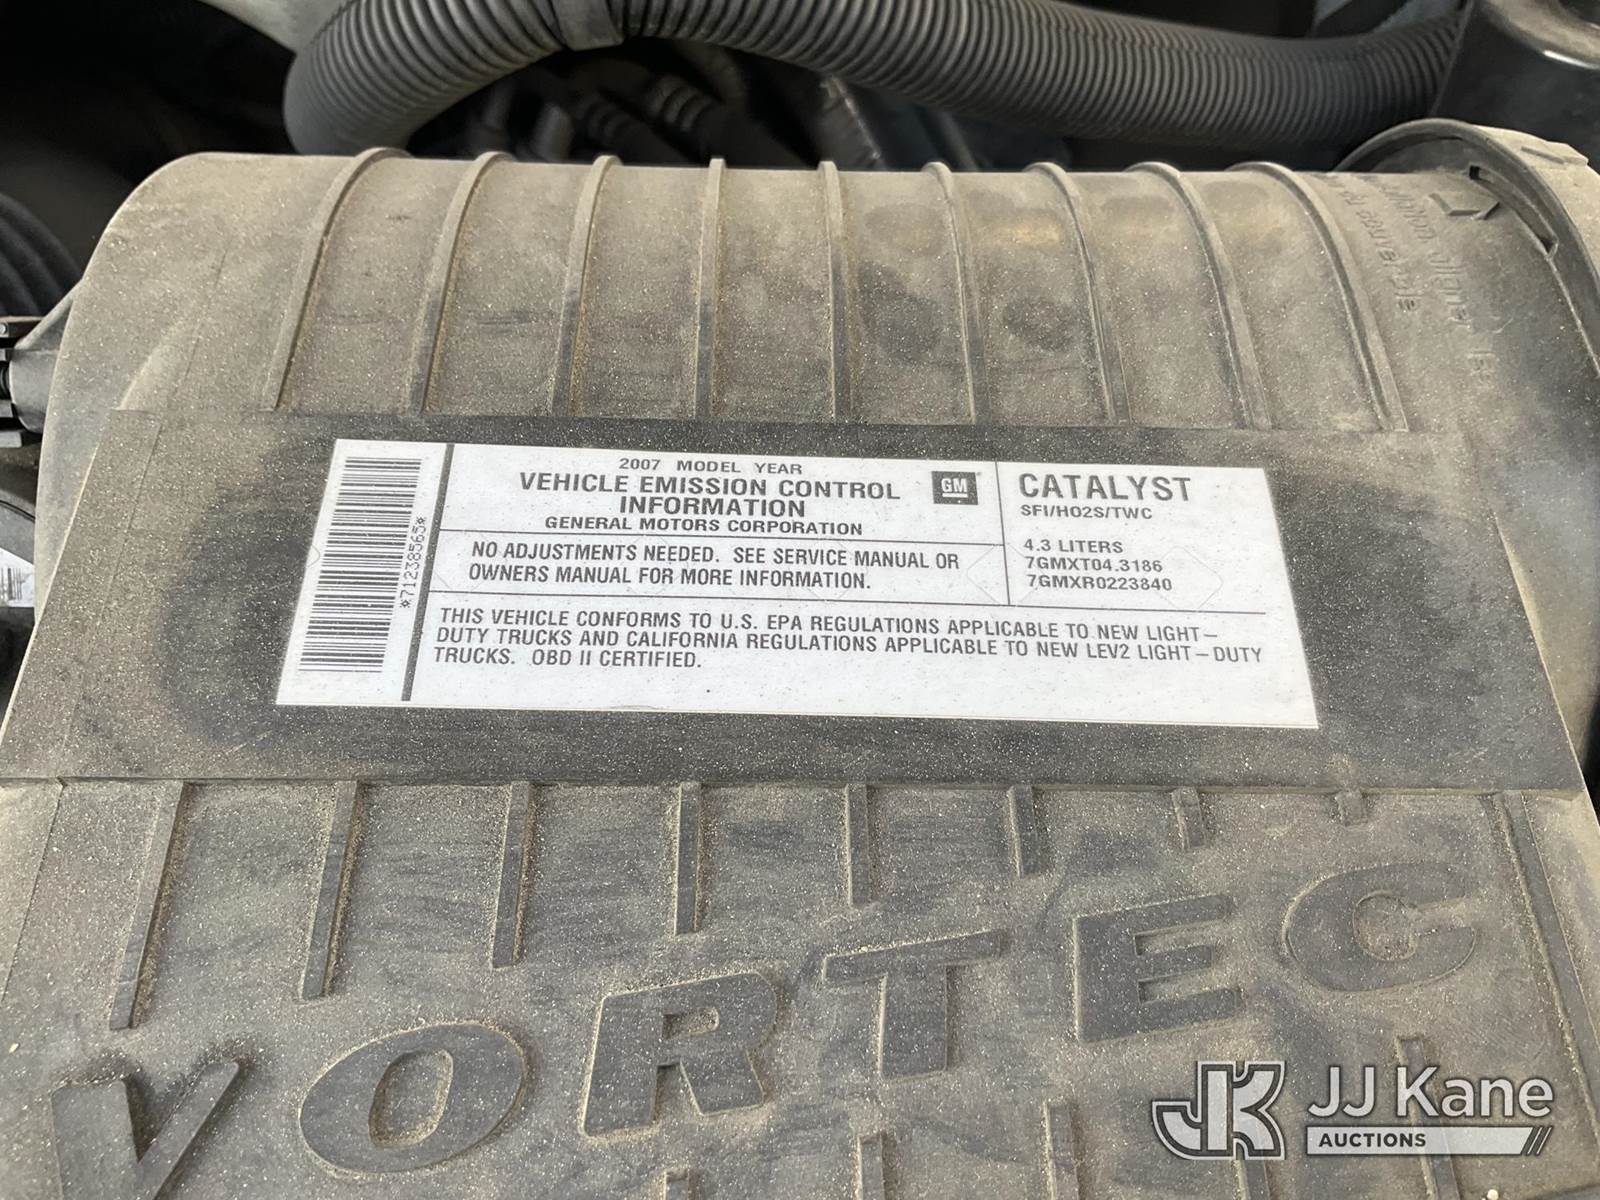 2007 MODEL YEAR
VEHICLE EMISSION CONTROL
INFORMATION
GENERAL MOTORS CORPORATION
GM
NO ADJUSTMENTS NEEDED. SEE SERVICE MANUAL OR
OWNERS MANUAL FOR MORE INFORMATION.
CATALYST
SFI/HO2S/TWC
4.3 LITERS
7GMXT04.3186
7GMXR0223840
*71238565*
THIS VEHICLE CONFORMS TO U.S. EPA REGULATIONS APPLICABLE TO NEW LIGHT-
DUTY TRUCKS AND CALIFORNIA REGULATIONS APPLICABLE TO NEW LEV2 LIGHT-DUTY
TRUCKS. OBD II CERTIFIED.
VORTEC
JK
JJ Kane
AUCTIONS